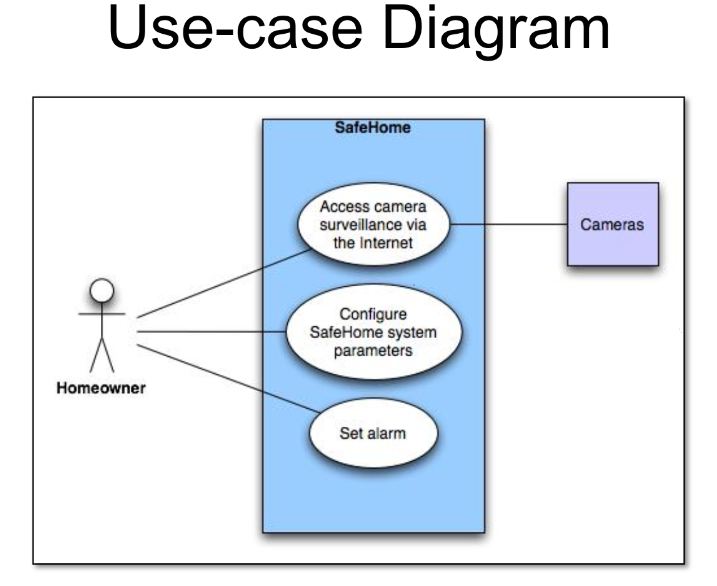 Use-case Diagram
SafeHome
Access camera
surveillance via
the Internet
Cameras
Configure
SafeHome system
parameters
Homeowner
Set alarm